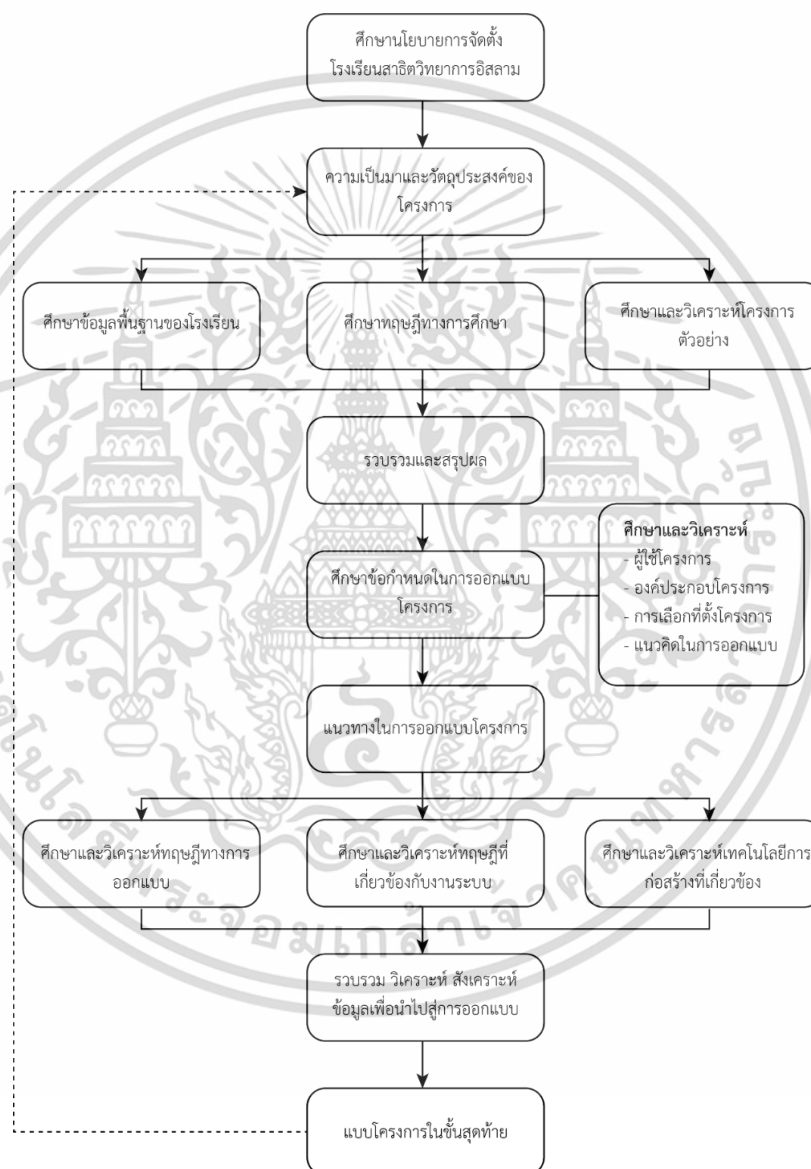 ศึกษานโยบายการจัดตั้ง
โรงเรียนสาธิตวิทยาการอิสลาม
ความเป็นมาและวัตถุประสงค์ของ
โครงการ
ศึกษาข้อมูลพื้นฐานของโรงเรียน
ศึกษาทฤษฎีทางการศึกษา
ศึกษาและวิเคราะห์โครงการ
ตัวอย่าง
รวบรวมและสรุปผล
ศึกษาข้อกำหนดในการออกแบบ
โครงการ
ศึกษาและวิเคราะห์
- ผู้ใช้โครงการ
- องค์ประกอบโครงการ
- การเลือกที่ตั้งโครงการ
- แนวคิดในการออกแบบ
แนวทางในการออกแบบโครงการ
ศึกษาและวิเคราะห์ทฤษฎีทางการ
ออกแบบ
ศึกษาและวิเคราะห์ทฤษฎีที่
เกี่ยวข้องกับงานระบบ
ศึกษาและวิเคราะห์เทคโนโลยีการ
ก่อสร้างที่เกี่ยวข้อง
รวบรวม วิเคราะห์ สังเคราะห์
ข้อมูลเพื่อนำไปสู่การออกแบบ
แบบโครงการในขั้นสุดท้าย